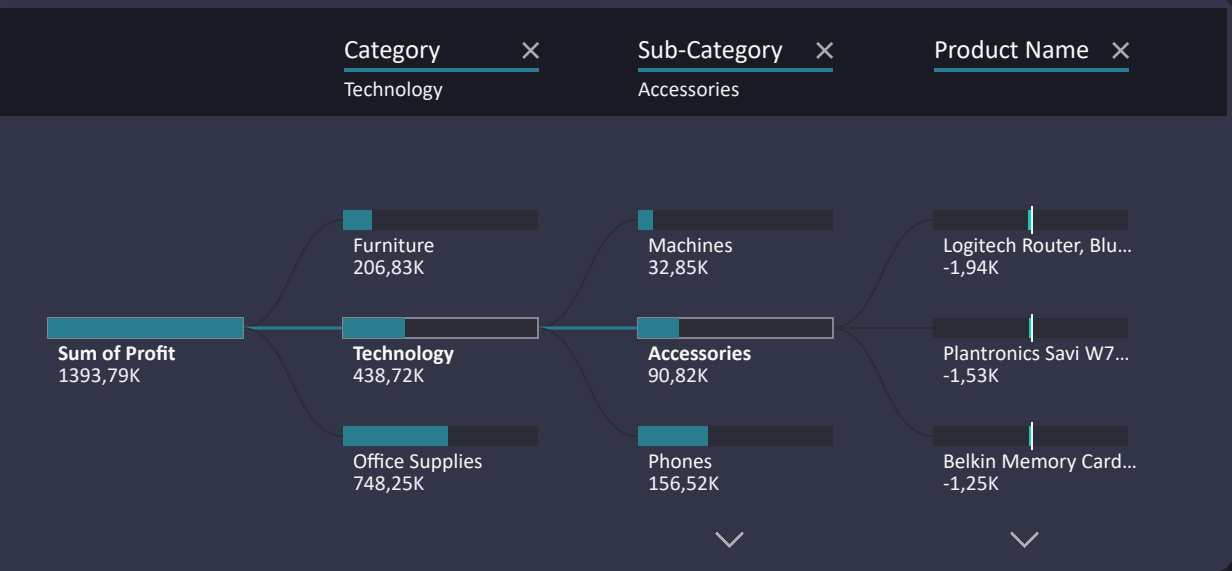 Category
Sub-Category
Product Name
Technology
Accessories
Furniture
206,83K
Machines
32,85K
Logitech Router, Blu...
-1,94K
Sum of Profit
1393,79K
Technology
438,72K
Accessories
90,82K
Plantronics Savi W7...
-1,53K
Office Supplies
748,25K
Phones
156,52K
Belkin Memory Card...
-1,25K